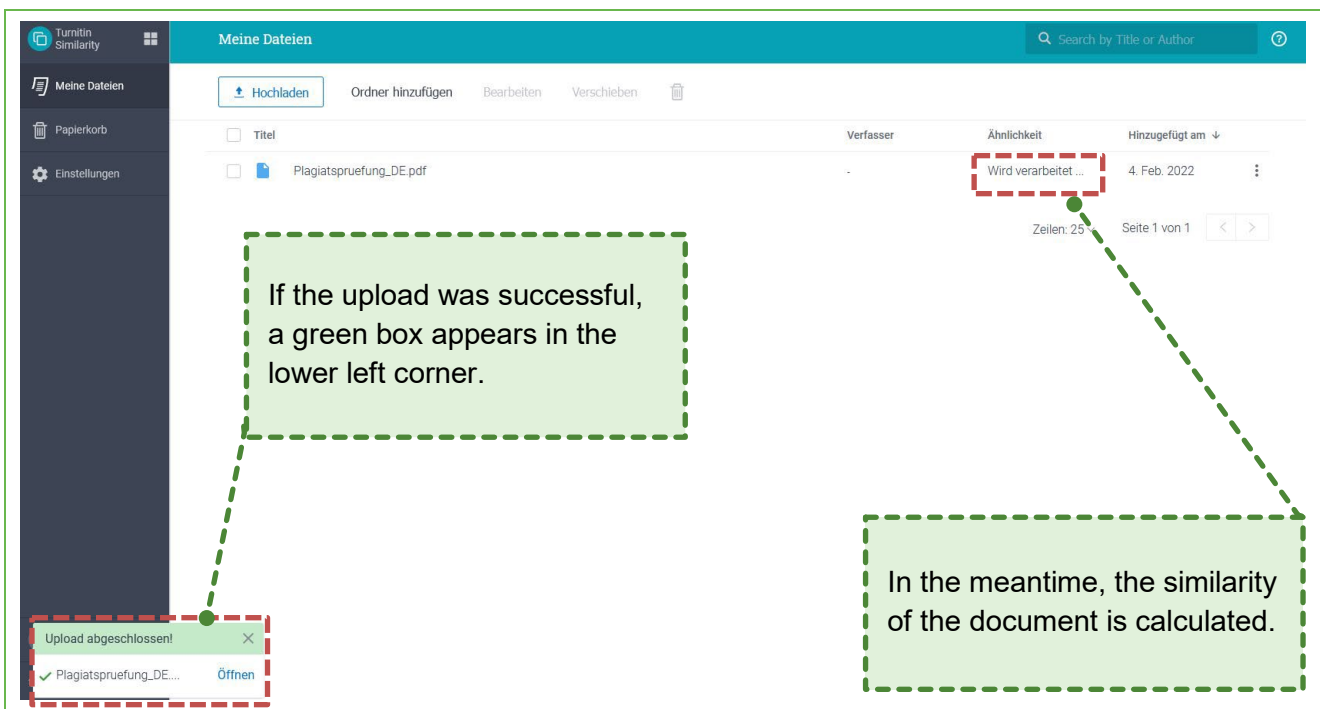 Turnitin
Similarity
Meine Dateien
Search by Title or Author
Meine Dateien
Hochladen
Ordner hinzufügen
Bearbeiten
Verschieben
Papierkorb
Titel
Verfasser
Ähnlichkeit
Hinzugefügt am
Einstellungen
Plagiatspruefung_DE.pdf
-
Wird verarbeitet ...
4. Feb. 2022
Zeilen: 25
Seite 1 von 1
If the upload was successful,
a green box appears in the
lower left corner.
In the meantime, the similarity
of the document is calculated.
Upload abgeschlossen!
Plagiatspruefung_DE....
Öffnen